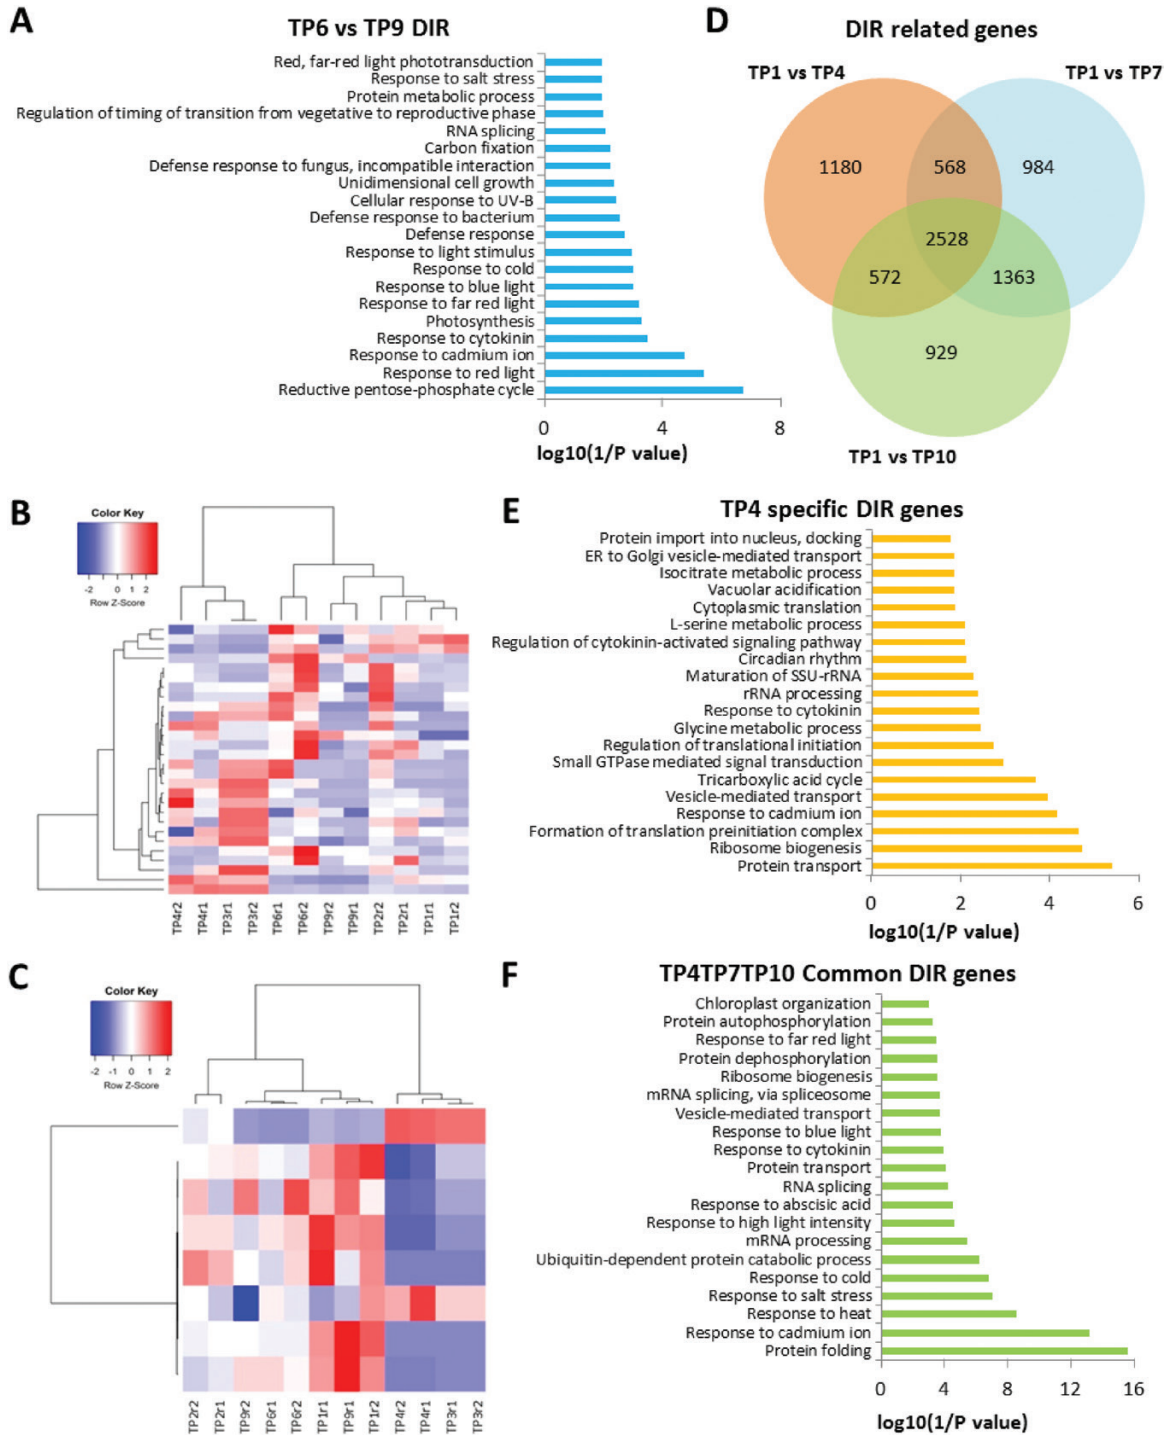 A
TP6 vs TP9 DIR
Red, far-red light phototransduction
Response to salt stress
Protein metabolic process
Regulation of timing of transition from vegetative to reproductive phase
RNA splicing
Carbon fixation
Defense response to fungus, incompatible interaction
Unidimensional cell growth
Cellular response to UV-B
Defense response to bacterium
Defense response
Response to light stimulus
Response to cold
Response to blue light
Response to far red light
Photosynthesis
Response to cytokinin
Response to cadmium ion
Response to red light
Reductive pentose-phosphate cycle
0 4 8
log10(1/P value)
D
DIR related genes
TP1 vs TP4 TP1 vs TP7
1180 568 984
2528
572 1363
929
TP1 vs TP10
B
Color Key
-2 0 1 2
Row Z-Score
TP4r2 TP4r1 TP3r1 TP3r2 TP6r1 TP6r2 TP9r2 TP9r1 TP2r2 TP2r1 TP1r1 TP1r2
E
TP4 specific DIR genes
Protein import into nucleus, docking
ER to Golgi vesicle-mediated transport
Isocitrate metabolic process
Vacuolar acidification
Cytoplasmic translation
L-serine metabolic process
Regulation of cytokinin-activated signaling pathway
Circadian rhythm
Maturation of SSU-rRNA
rRNA processing
Response to cytokinin
Glycine metabolic process
Regulation of translational initiation
Small GTPase mediated signal transduction
Tricarboxylic acid cycle
Vesicle-mediated transport
Response to cadmium ion
Formation of translation preinitiation complex
Ribosome biogenesis
Protein transport
0 2 4 6
log10(1/P value)
C
Color Key
-2 -1 0 1 2
Row Z-Score
TP2r2 TP2r1 TP9r2 TP6r1 TP6r2 TP1r1 TP9r1 TP1r2 TP4r2 TP4r1 TP3r1 TP3r2
F
TP4TP7TP10 Common DIR genes
Chloroplast organization
Protein autophosphorylation
Response to far red light
Protein dephosphorylation
Ribosome biogenesis
mRNA splicing, via spliceosome
Vesicle-mediated transport
Response to blue light
Response to cytokinin
Protein transport
RNA splicing
Response to abscisic acid
Response to high light intensity
mRNA processing
Ubiquitin-dependent protein catabolic process
Response to cold
Response to salt stress
Response to heat
Response to cadmium ion
Protein folding
0 4 8 12 16
log10(1/P value)